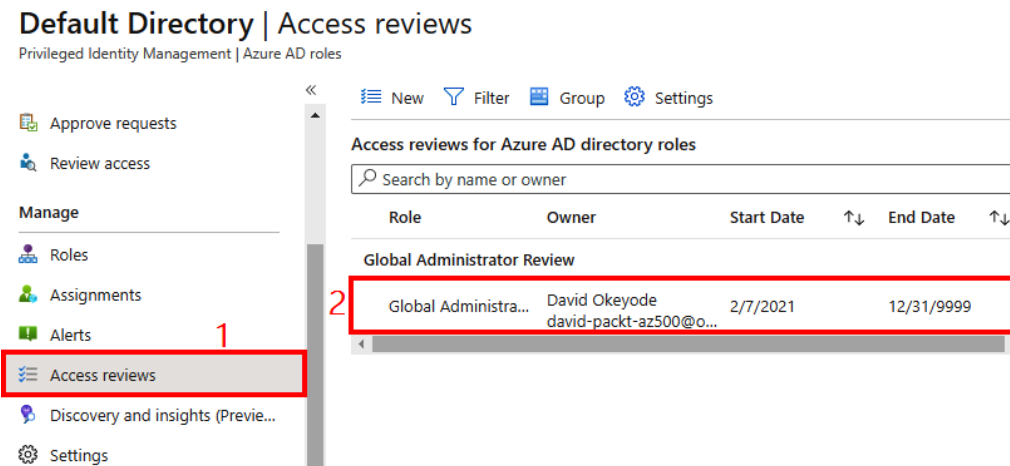 Default Directory | Access reviews
Privileged Identity Management | Azure AD roles
«
Approve requests
Review access
Manage
Roles
Assignments
Alerts
1
Access reviews
Discovery and insights (Previe...
Settings
New Filter Group Settings
Access reviews for Azure AD directory roles
Search by name or owner
Role Owner Start Date ↑↓ End Date ↑↓
Global Administrator Review
2
Global Administra... David Okeyode 2/7/2021 12/31/9999
david-packt-az500@o...